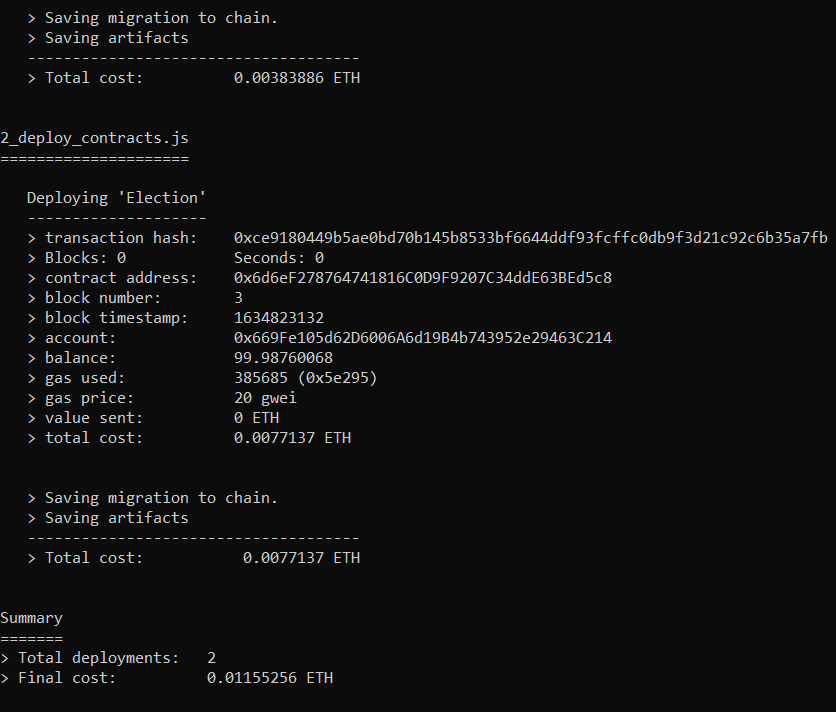 > Saving migration to chain.
> Saving artifacts
-------------------------------------
> Total cost: 0.00383886 ETH
2_deploy_contracts.js
=====================
Deploying 'Election'
--------------------
> transaction hash: 0xce9180449b5ae0bd70b145b8533bf6644ddf93fcffc0db9f3d21c92c6b35a7fb
> Blocks: 0 Seconds: 0
> contract address: 0x6d6eF278764741816C0D9F9207C34ddE63BEd5c8
> block number: 3
> block timestamp: 1634823132
> account: 0x669Fe105d62D6006A6d19B4b743952e29463C214
> balance: 99.98760068
> gas used: 385685 (0x5e295)
> gas price: 20 gwei
> value sent: 0 ETH
> total cost: 0.0077137 ETH
> Saving migration to chain.
> Saving artifacts
-------------------------------------
> Total cost: 0.0077137 ETH
Summary
=======
> Total deployments: 2
> Final cost: 0.01155256 ETH